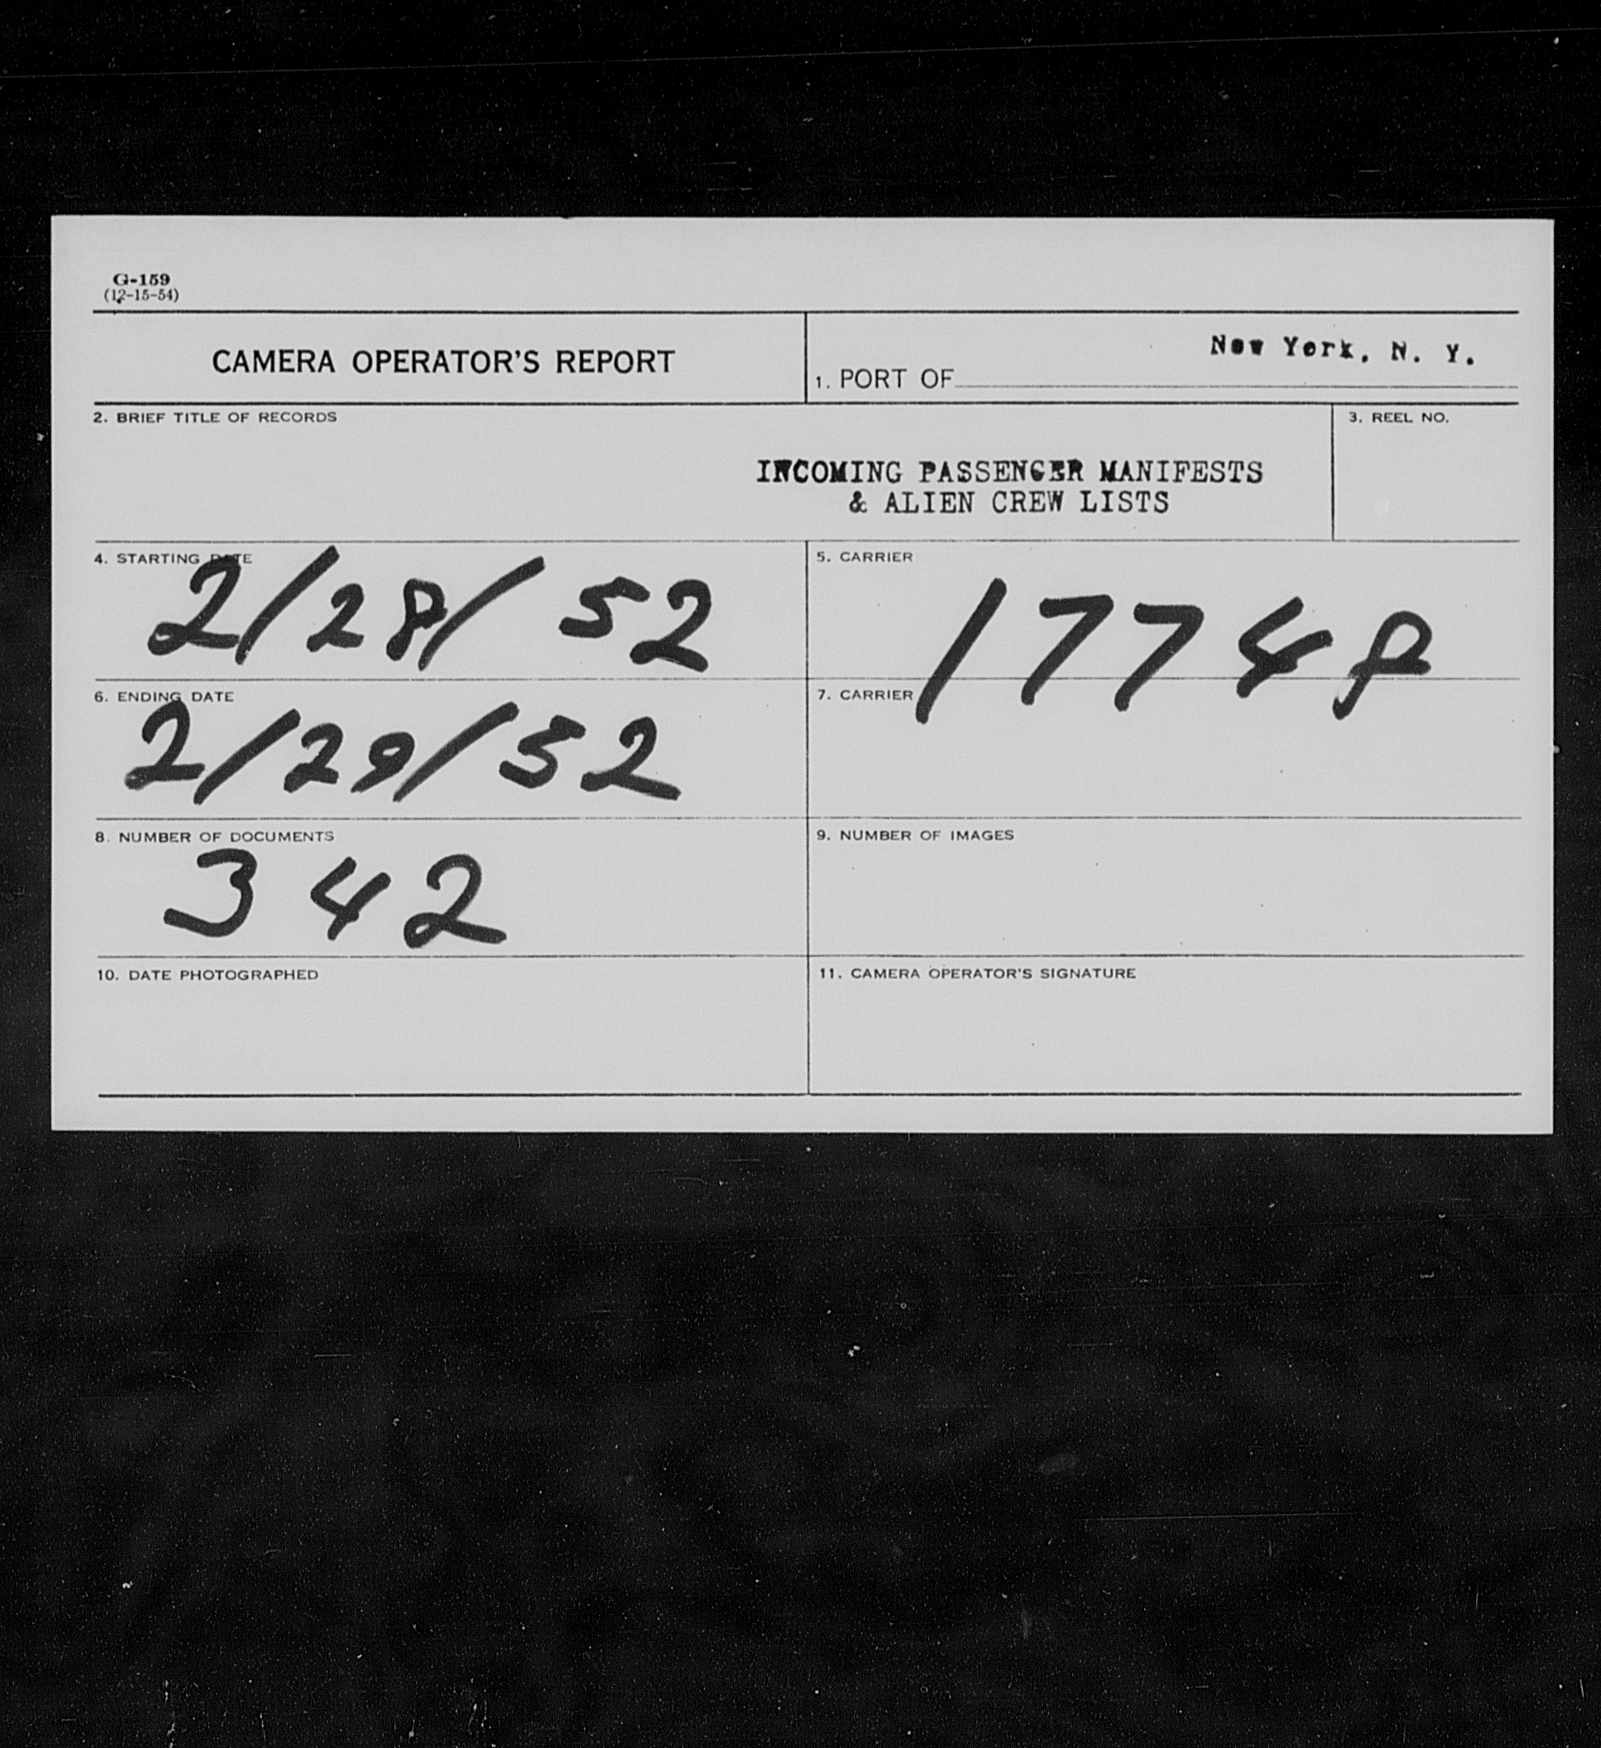 G-159
(12-15-54)
CAMERA OPERATOR'S REPORT
1. PORT OF New York, N. Y.
2. BRIEF TITLE OF RECORDS
INCOMING PASSENGER MANIFESTS
& ALIEN CREW LISTS
3. REEL NO.
4. STARTING DATE
2/28/52
5. CARRIER
17748
6. ENDING DATE
2/29/52
7. CARRIER
8. NUMBER OF DOCUMENTS
342
9. NUMBER OF IMAGES
10. DATE PHOTOGRAPHED
11. CAMERA OPERATOR'S SIGNATURE